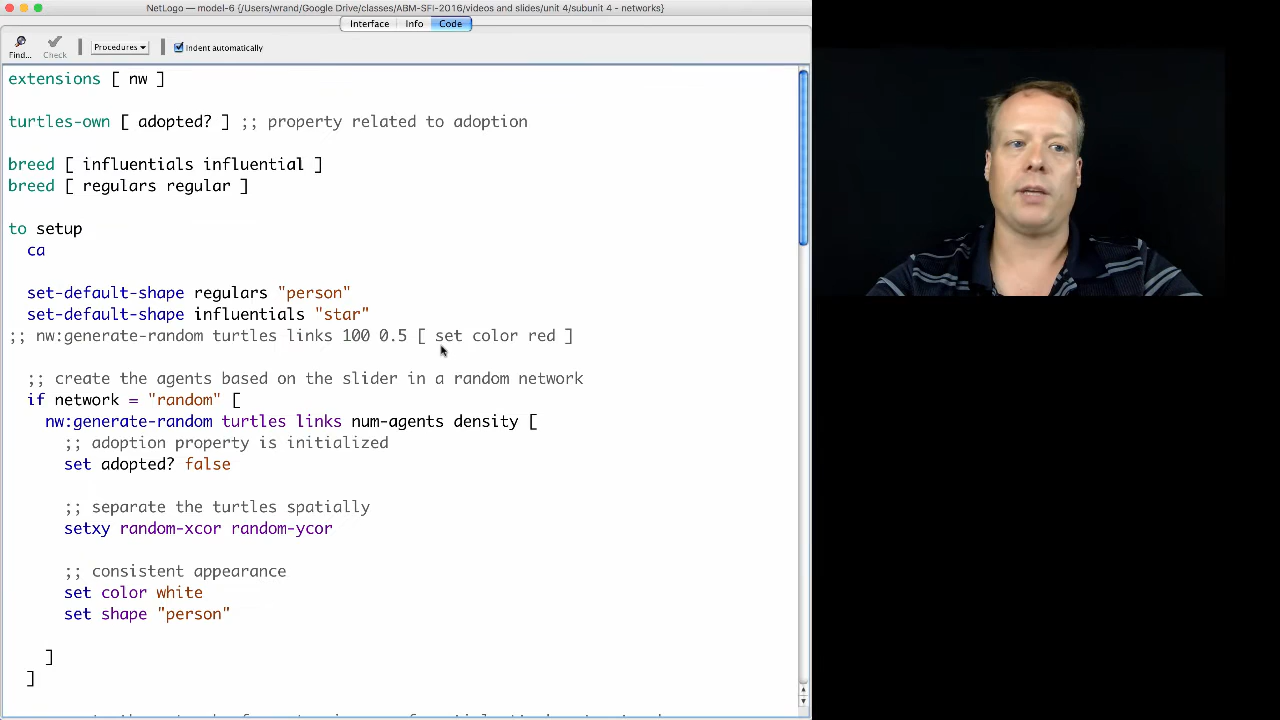 NetLogo — model-6 {/Users/wrand/Google Drive/classes/ABM-SFI-2016/videos and slides/unit 4/subunit 4 - networks}
Interface Info Code
Find... Check Procedures Indent automatically
extensions [ nw ]
turtles-own [ adopted? ] ;; property related to adoption
breed [ influentials influential ]
breed [ regulars regular ]
to setup
ca
set-default-shape regulars "person"
set-default-shape influentials "star"
;; nw:generate-random turtles links 100 0.5 [ set color red ]
;; create the agents based on the slider in a random network
if network = "random" [
nw:generate-random turtles links num-agents density [
;; adoption property is initialized
set adopted? false
;; separate the turtles spatially
setxy random-xcor random-ycor
;; consistent appearance
set color white
set shape "person"
]
]